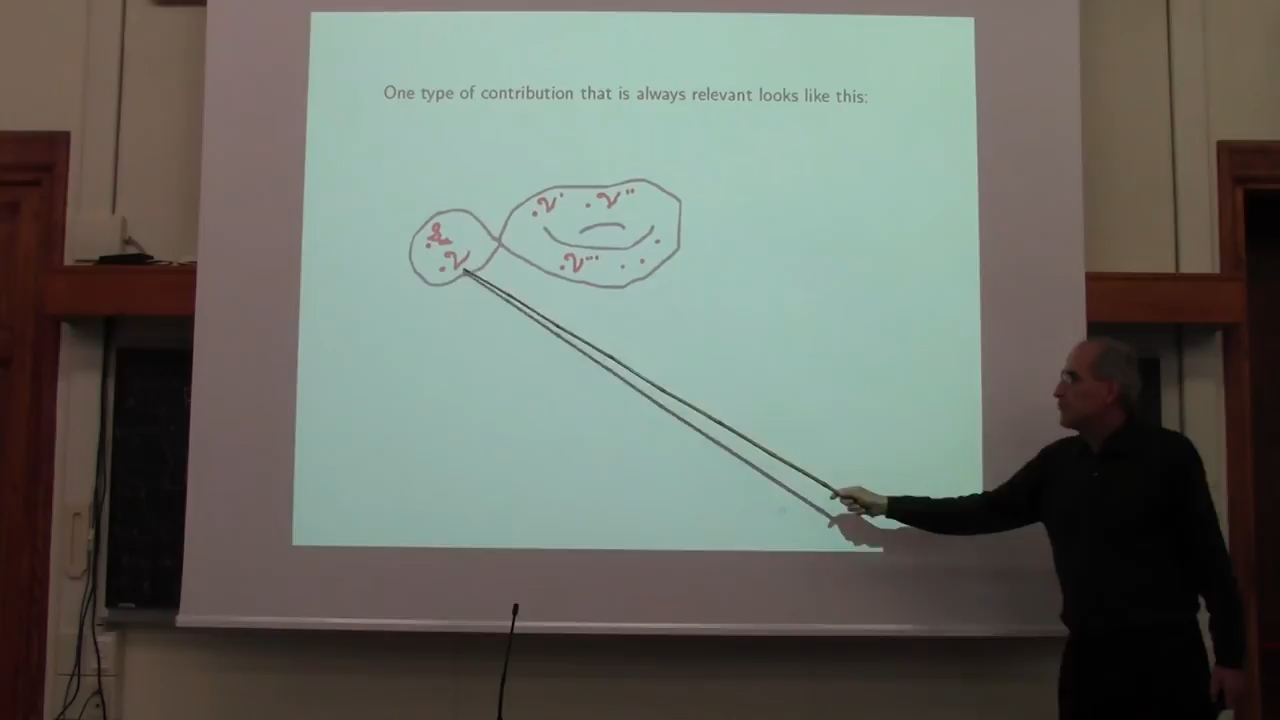 One type of contribution that is always relevant looks like this:
𝒱' 𝒱''
𝒱
𝒱'''